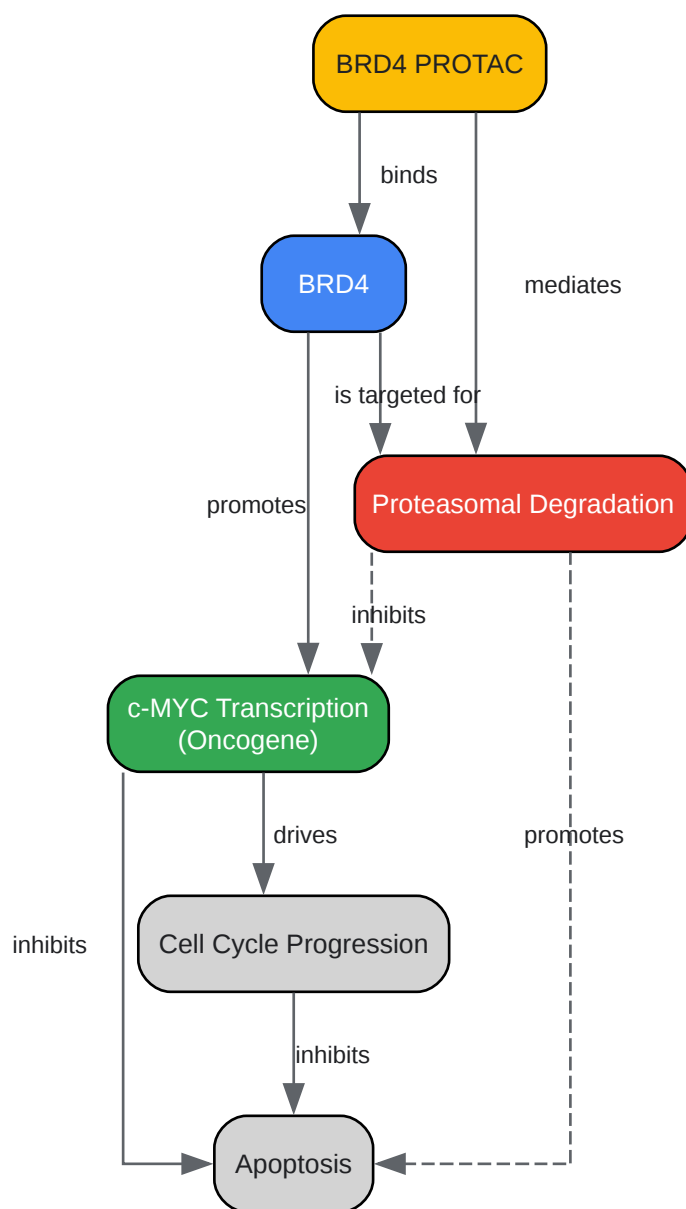 BRD4 PROTAC
binds
BRD4
mediates
is targeted for
Proteasomal Degradation
promotes
inhibits
c-MYC Transcription
(Oncogene)
drives
promotes
Cell Cycle Progression
inhibits
inhibits
Apoptosis